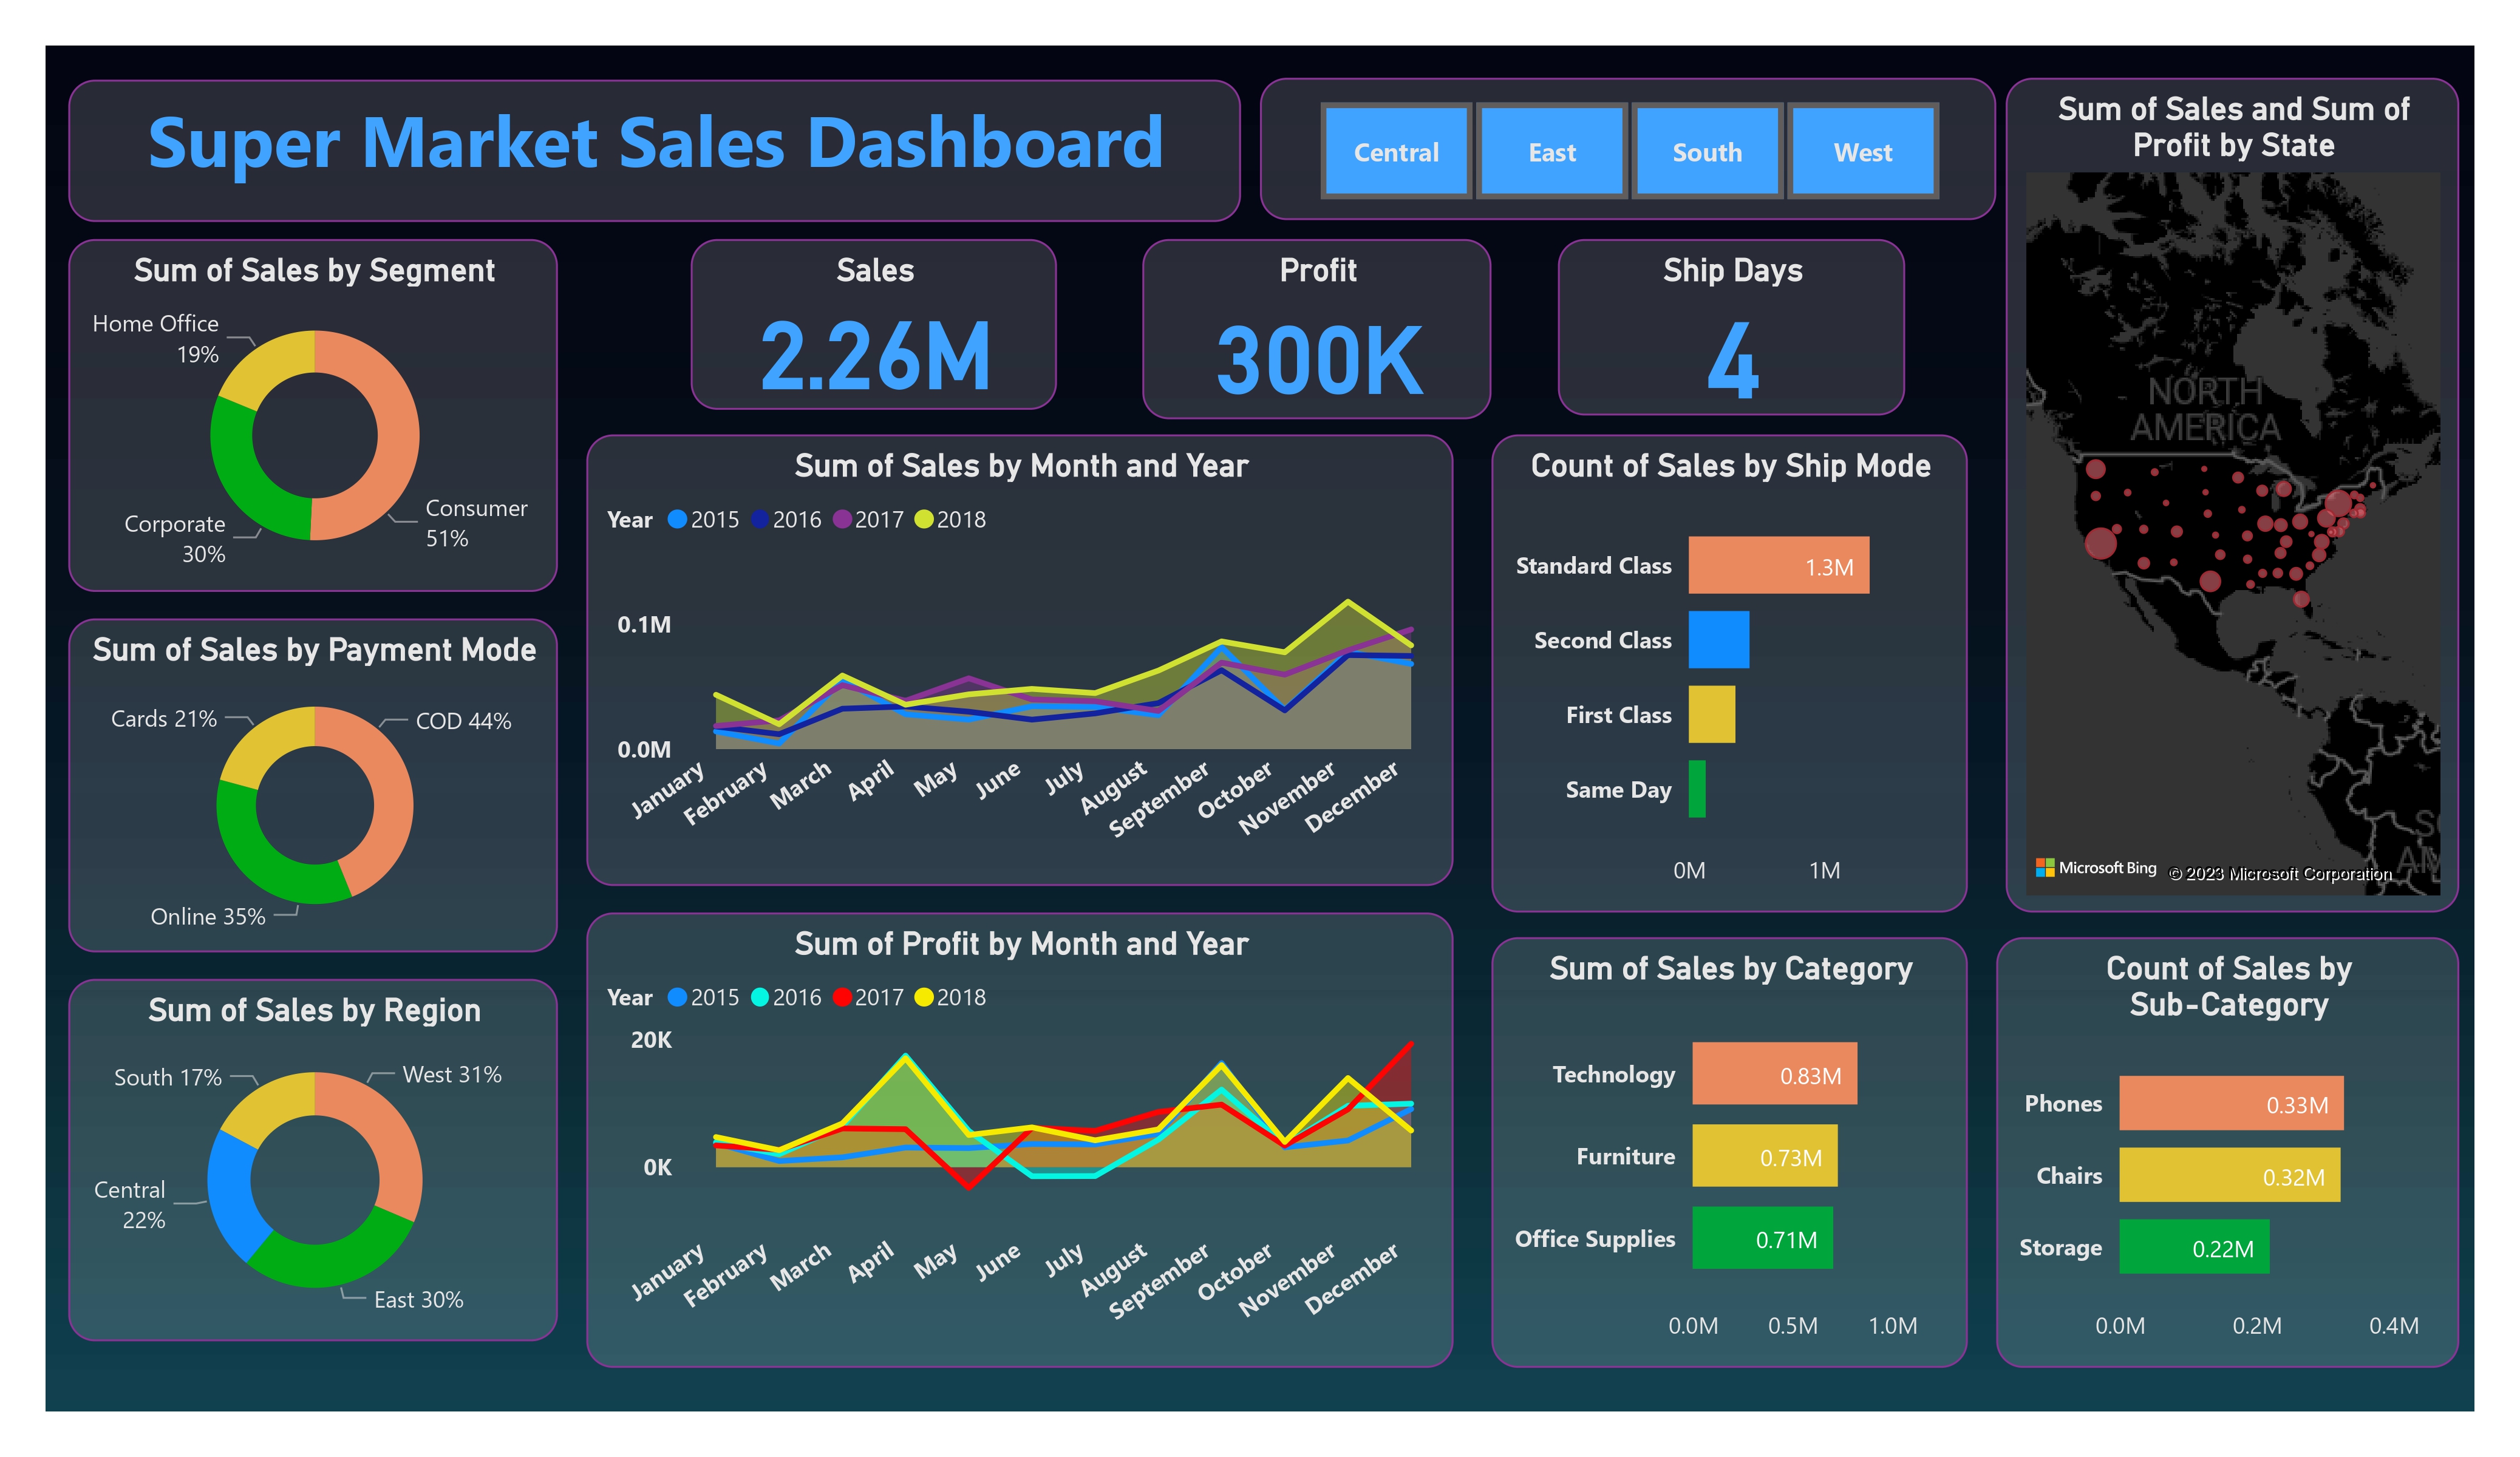 Super Market Sales Dashboard
Central
East
South
West
Sum of Sales and Sum of
Profit by State
NORTH
AMERICA
Microsoft Bing
© 2023 Microsoft Corporation
Sum of Sales by Segment
Home Office
19%
Corporate
30%
Consumer
51%
Sales
2.26M
Profit
300K
Ship Days
4
Sum of Sales by Month and Year
Year 2015 2016 2017 2018
0.1M
0.0M
January
February
March
April
May
June
July
August
September
October
November
December
Count of Sales by Ship Mode
Standard Class 1.3M
Second Class
First Class
Same Day
0M 1M
Sum of Sales by Payment Mode
Cards 21%
COD 44%
Online 35%
Sum of Profit by Month and Year
Year 2015 2016 2017 2018
20K
0K
January
February
March
April
May
June
July
August
September
October
November
December
Sum of Sales by Region
South 17%
West 31%
Central
22%
East 30%
Sum of Sales by Category
Technology 0.83M
Furniture 0.73M
Office Supplies 0.71M
0.0M 0.5M 1.0M
Count of Sales by
Sub-Category
Phones 0.33M
Chairs 0.32M
Storage 0.22M
0.0M 0.2M 0.4M